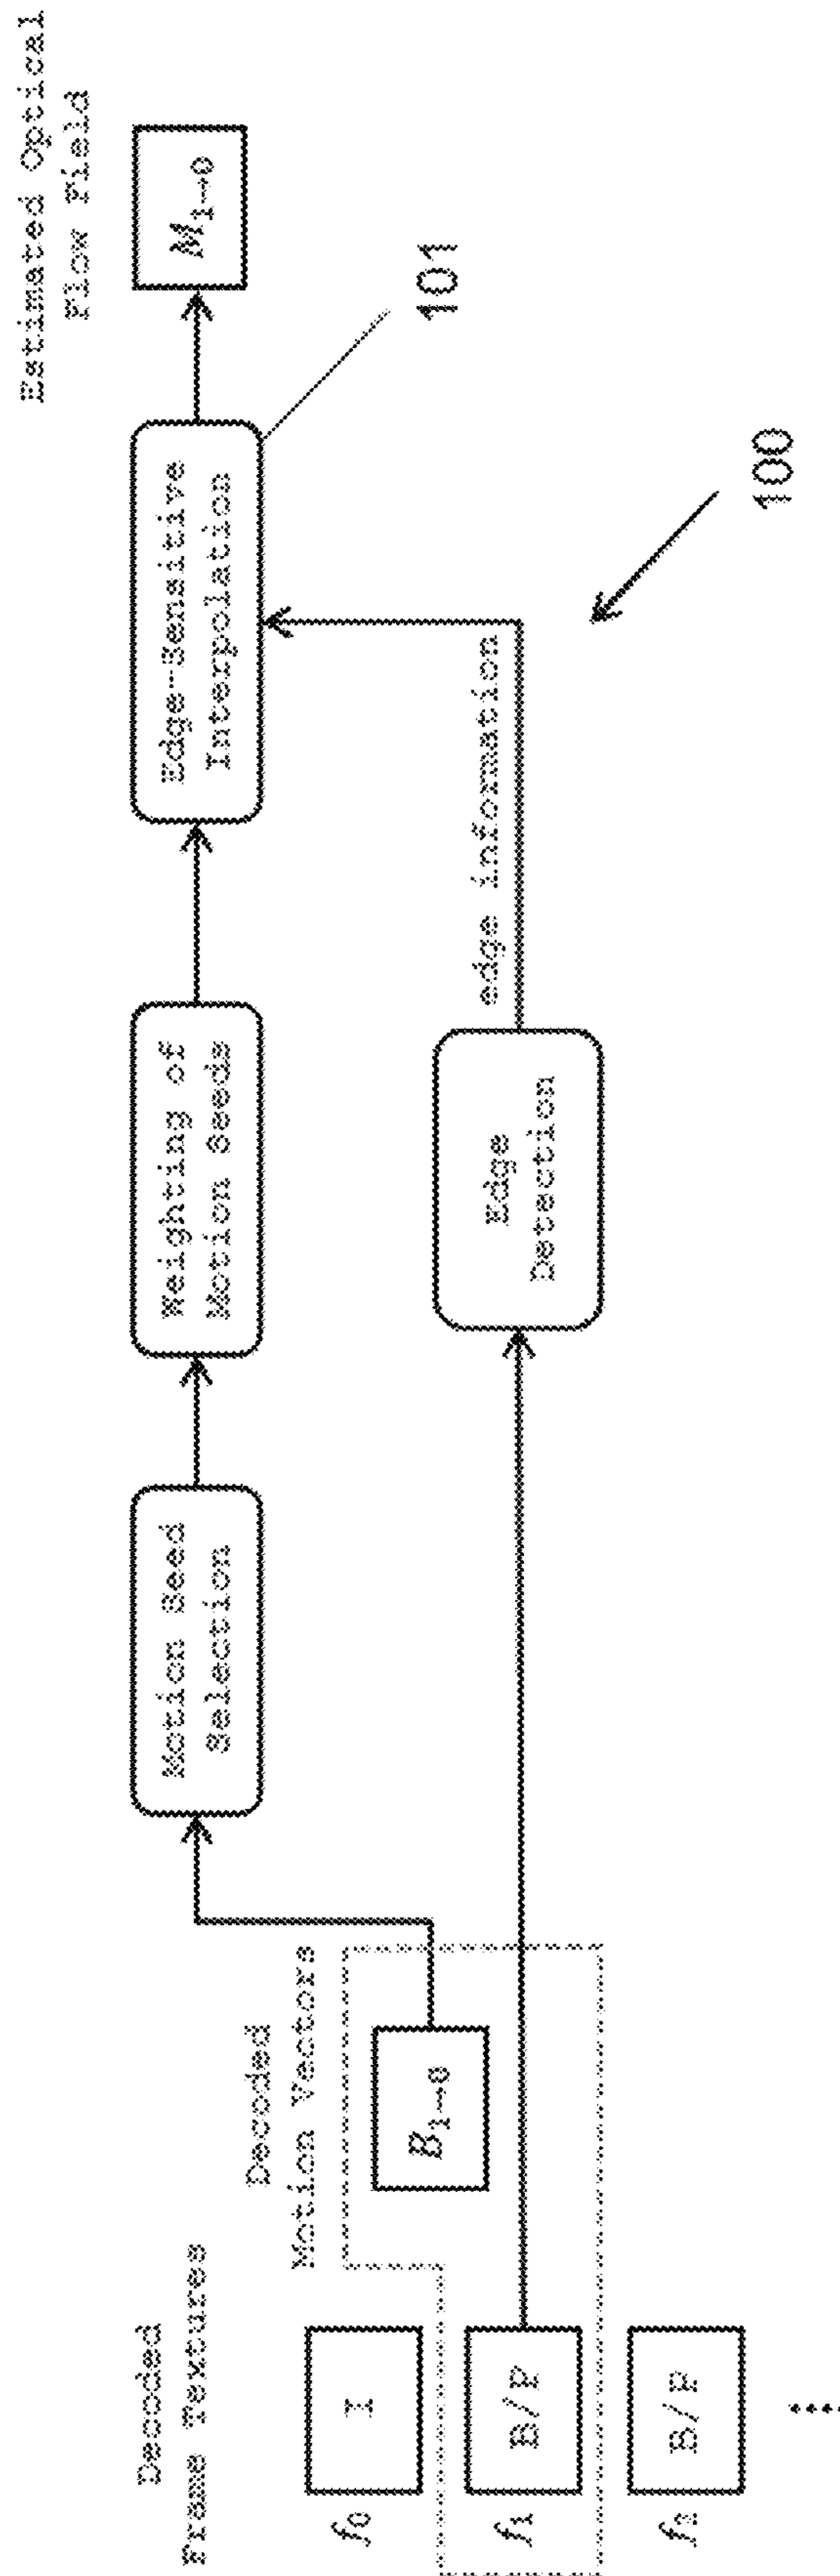 Decoded
Frame Textures
f₀
I
f₁
B/P
f₂
B/P
Decoded
Motion Vectors
B₁→₀
Motion Seed
Selection
Weighting of
Motion Seeds
Edge
Detection
edge information
Edge-Sensitive
Interpolation
101
100
Estimated Optical
Flow Field
M₁→₀